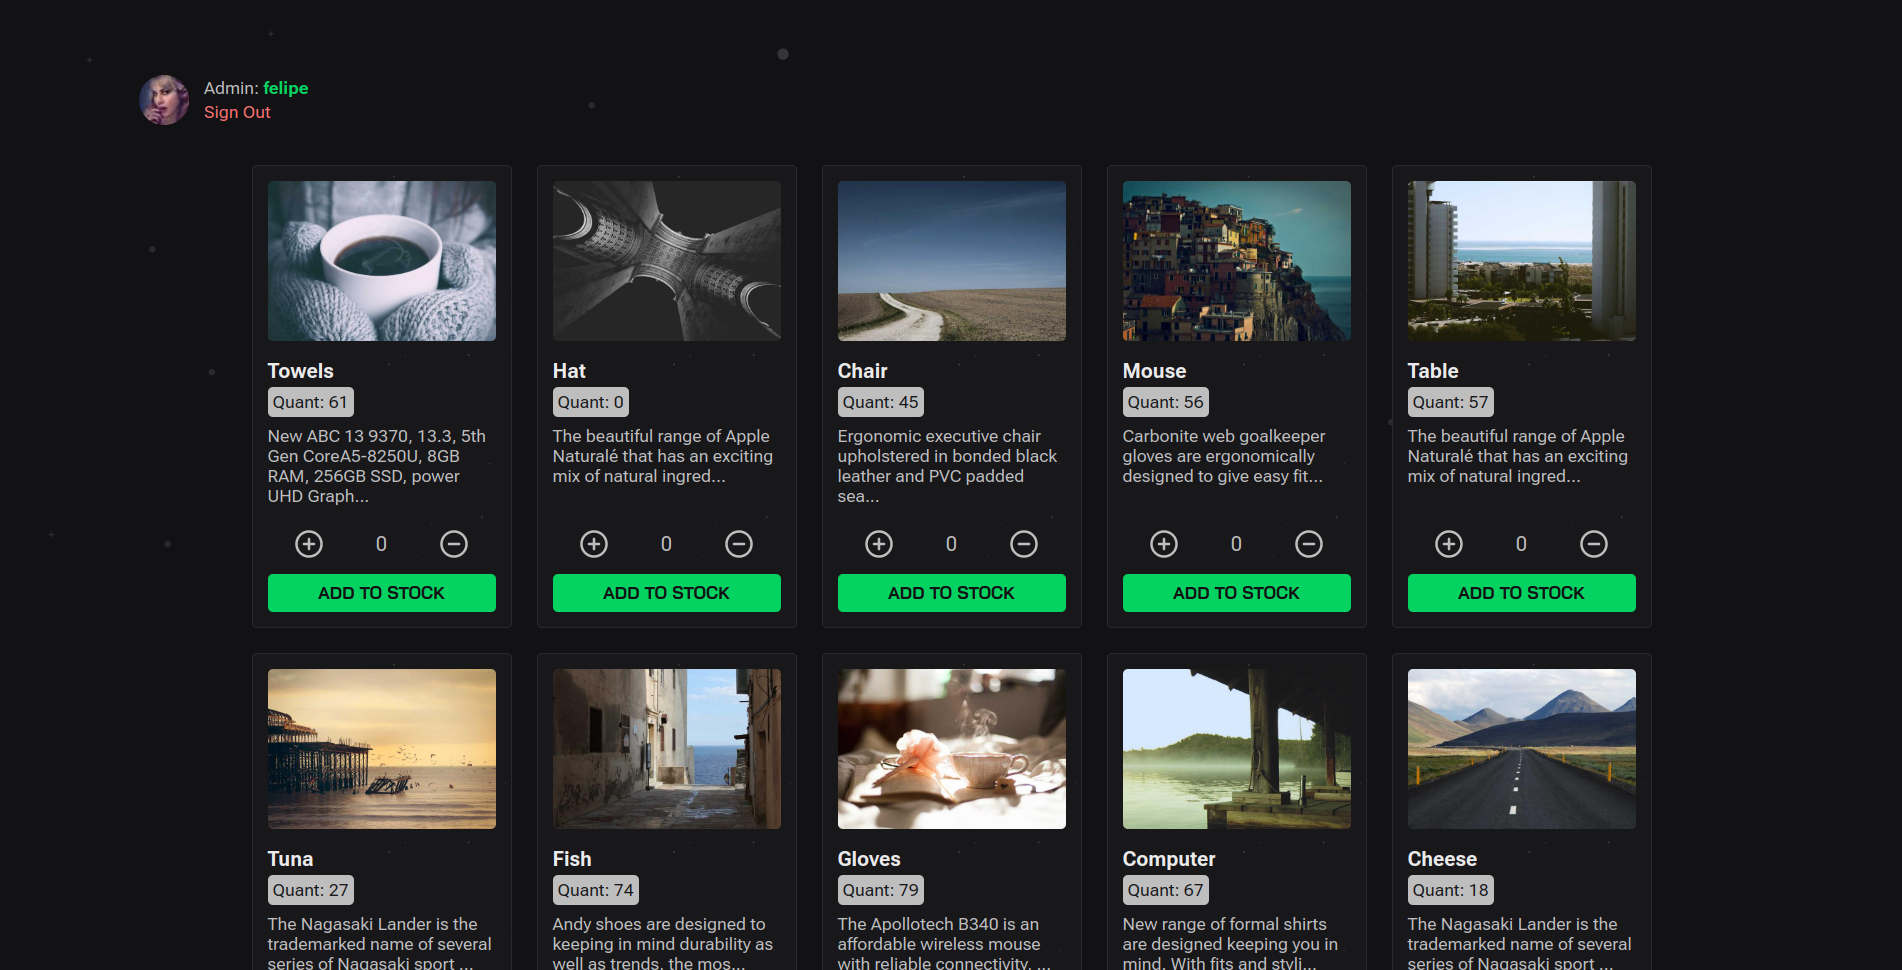 Admin: felipe
Sign Out
Towels
Quant: 61
New ABC 13 9370, 13.3, 5th
Gen CoreA5-8250U, 8GB
RAM, 256GB SSD, power
UHD Graph...
0
ADD TO STOCK
Hat
Quant: 0
The beautiful range of Apple
Naturalé that has an exciting
mix of natural ingred...
0
ADD TO STOCK
Chair
Quant: 45
Ergonomic executive chair
upholstered in bonded black
leather and PVC padded
sea...
0
ADD TO STOCK
Mouse
Quant: 56
Carbonite web goalkeeper
gloves are ergonomically
designed to give easy fit...
0
ADD TO STOCK
Table
Quant: 57
The beautiful range of Apple
Naturalé that has an exciting
mix of natural ingred...
0
ADD TO STOCK
Tuna
Quant: 27
The Nagasaki Lander is the
trademarked name of several
series of Nagasaki sport ...
Fish
Quant: 74
Andy shoes are designed to
keeping in mind durability as
well as trends, the mos...
Gloves
Quant: 79
The Apollotech B340 is an
affordable wireless mouse
with reliable connectivity, ...
Computer
Quant: 67
New range of formal shirts
are designed keeping you in
mind. With fits and styli...
Cheese
Quant: 18
The Nagasaki Lander is the
trademarked name of several
series of Nagasaki sport ...